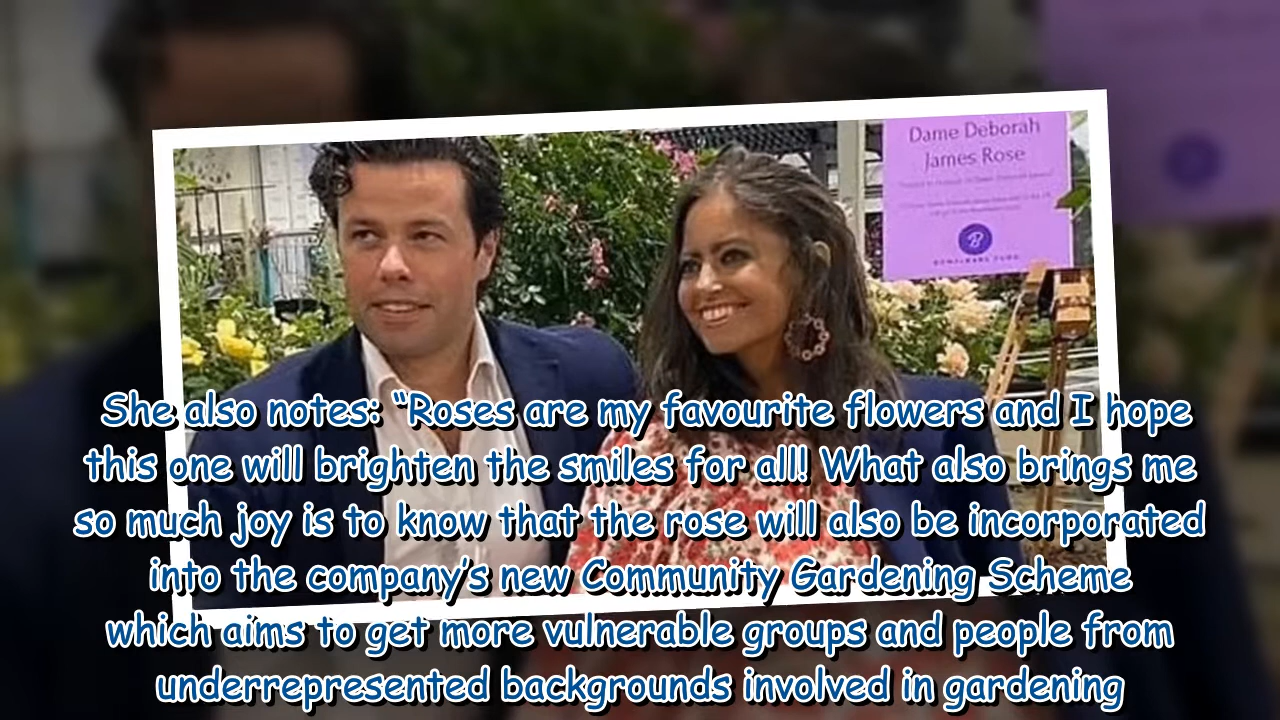 Dame Deborah
James Rose
BOWELBABE FUND
She also notes: “Roses are my favourite flowers and I hope
this one will brighten the smiles for all! What also brings me
so much joy is to know that the rose will also be incorporated
into the company’s new Community Gardening Scheme
which aims to get more vulnerable groups and people from
underrepresented backgrounds involved in gardening